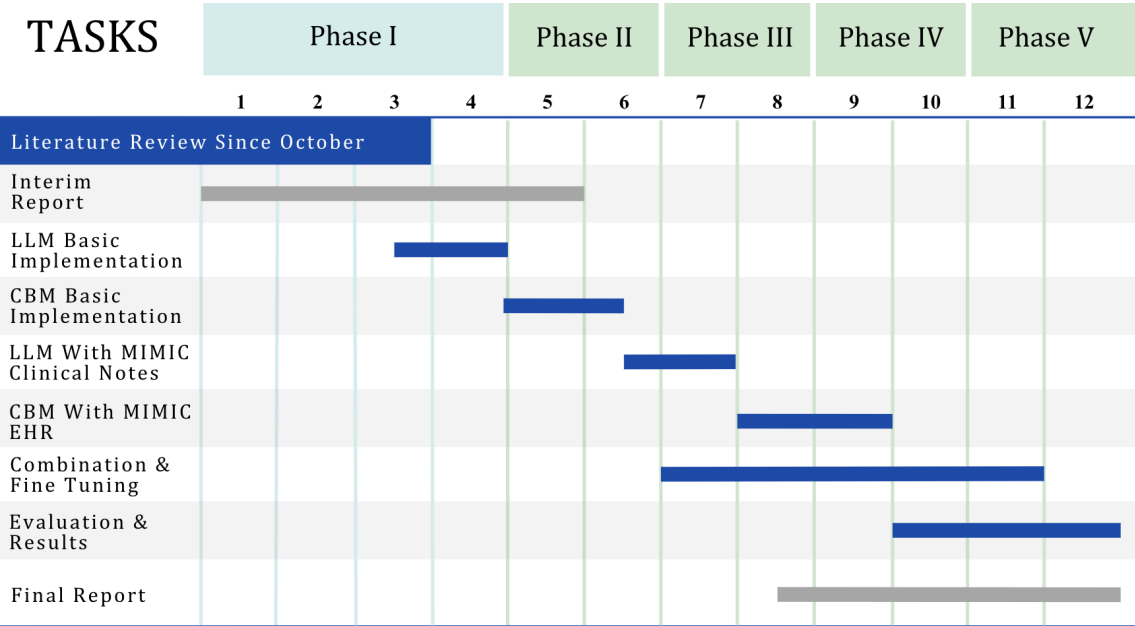 TASKS
Phase I
Phase II
Phase III
Phase IV
Phase V
1 2 3 4 5 6 7 8 9 10 11 12
Literature Review Since October
Interim
Report
LLM Basic
Implementation
CBM Basic
Implementation
LLM With MIMIC
Clinical Notes
CBM With MIMIC
EHR
Combination &
Fine Tuning
Evaluation &
Results
Final Report